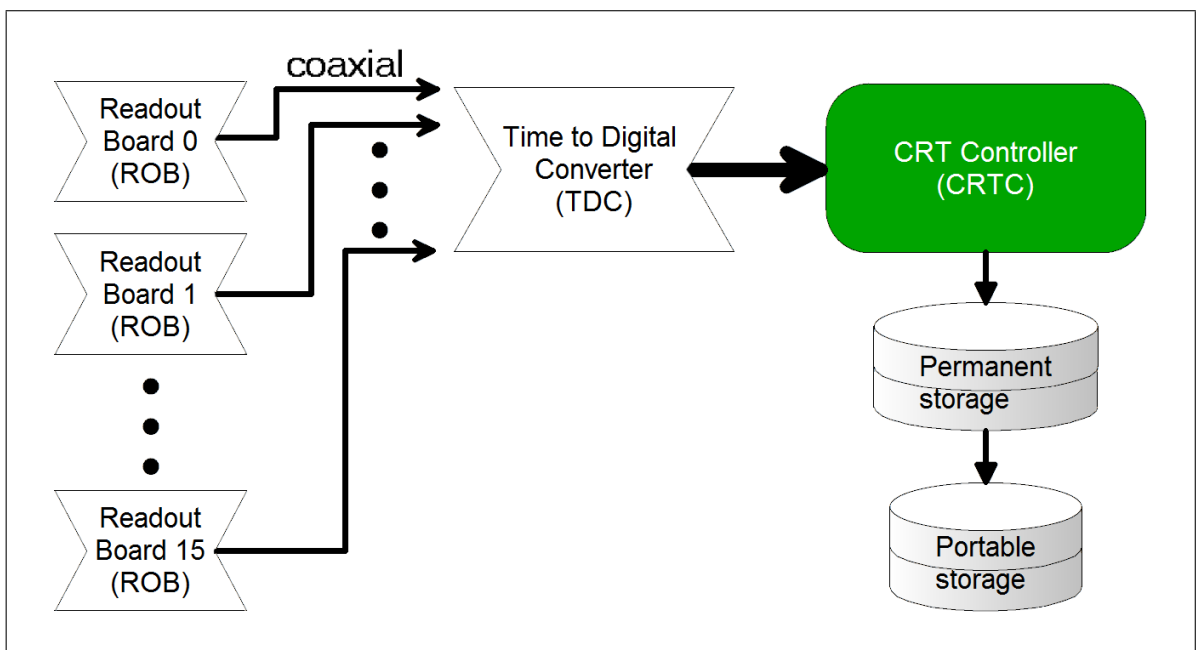 coaxial
Readout
Board 0
(ROB)
Readout
Board 1
(ROB)
Readout
Board 15
(ROB)
Time to Digital
Converter
(TDC)
CRT Controller
(CRTC)
Permanent
storage
Portable
storage